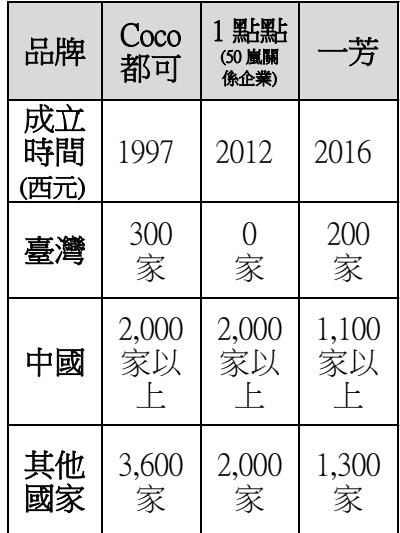 品牌
Coco
都可
1 點點
(50 嵐關
係企業)
一芳
成立
時間
(西元)
1997
2012
2016
臺灣
300
家
0
家
200
家
中國
2,000
家以
上
2,000
家以
上
1,100
家以
上
其他
國家
3,600
家
2,000
家
1,300
家